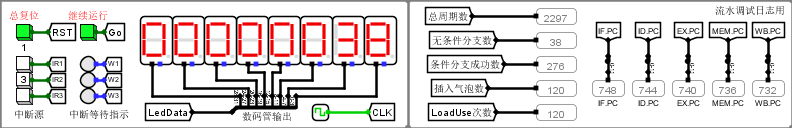 总复位
继续运行
RST
Go
1
IR1
IR2
IR3
3
W1
W2
W3
中断源
中断等待指示
00000038
LedData
数码管输出
CLK
总周期数
2297
无条件分支数
38
条件分支成功数
276
插入气泡数
120
LoadUse次数
120
流水调试日志用
IF.PC
ID.PC
EX.PC
MEM.PC
WB.PC
748
744
740
736
732
IF.PC
ID.PC
EX.PC
MEM.PC
WB.PC